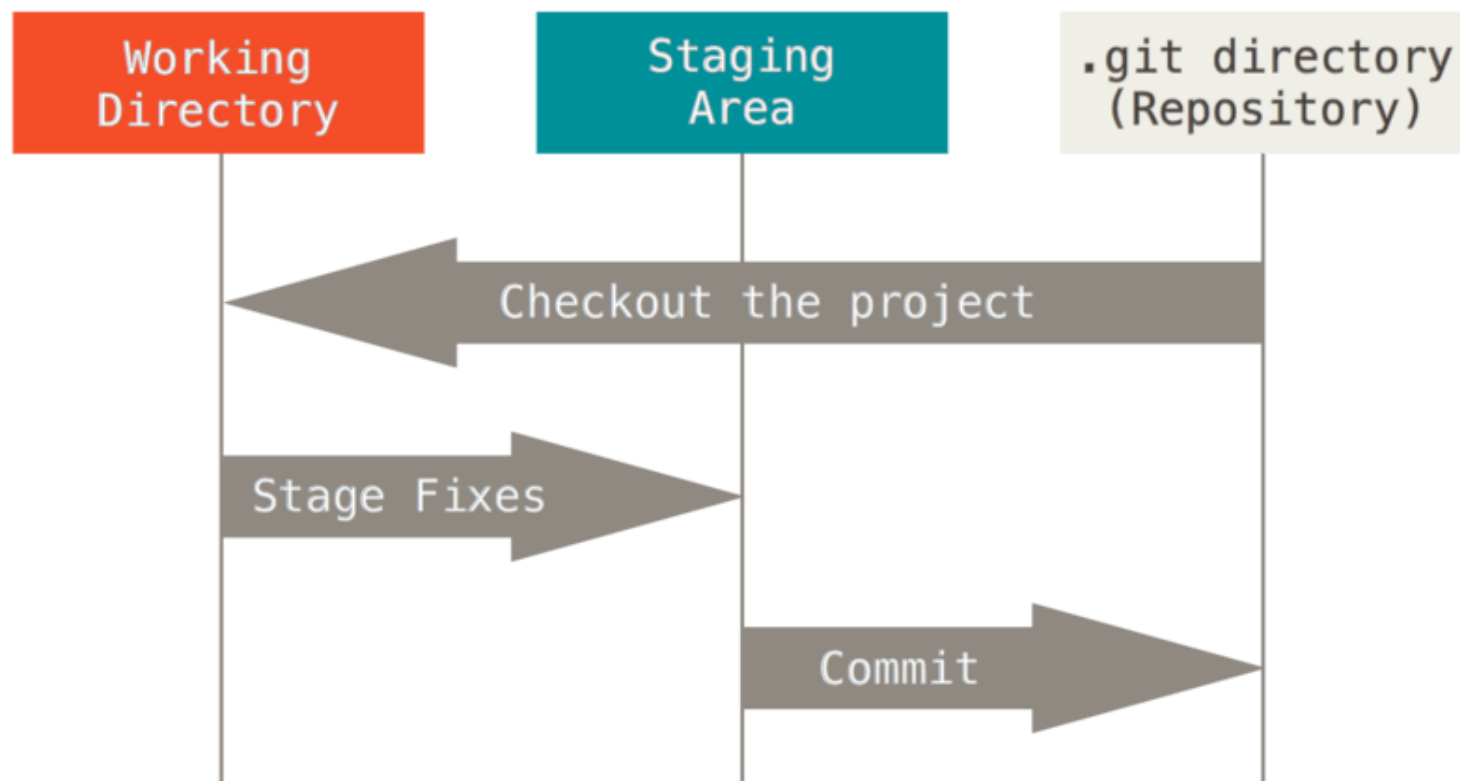 Working
Directory
Staging
Area
.git directory
(Repository)
Checkout the project
Stage Fixes
Commit